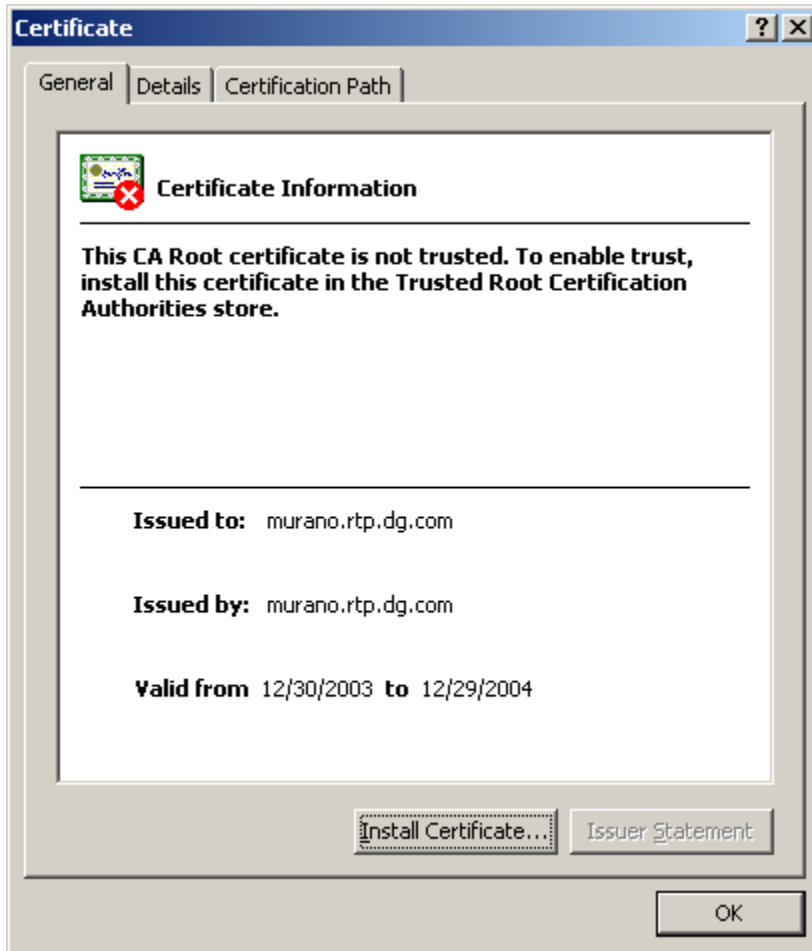 Certificate
General Details Certification Path
Certificate Information
This CA Root certificate is not trusted. To enable trust,
install this certificate in the Trusted Root Certification
Authorities store.
Issued to: murano.rtp.dg.com
Issued by: murano.rtp.dg.com
Valid from 12/30/2003 to 12/29/2004
Install Certificate... Issuer Statement
OK